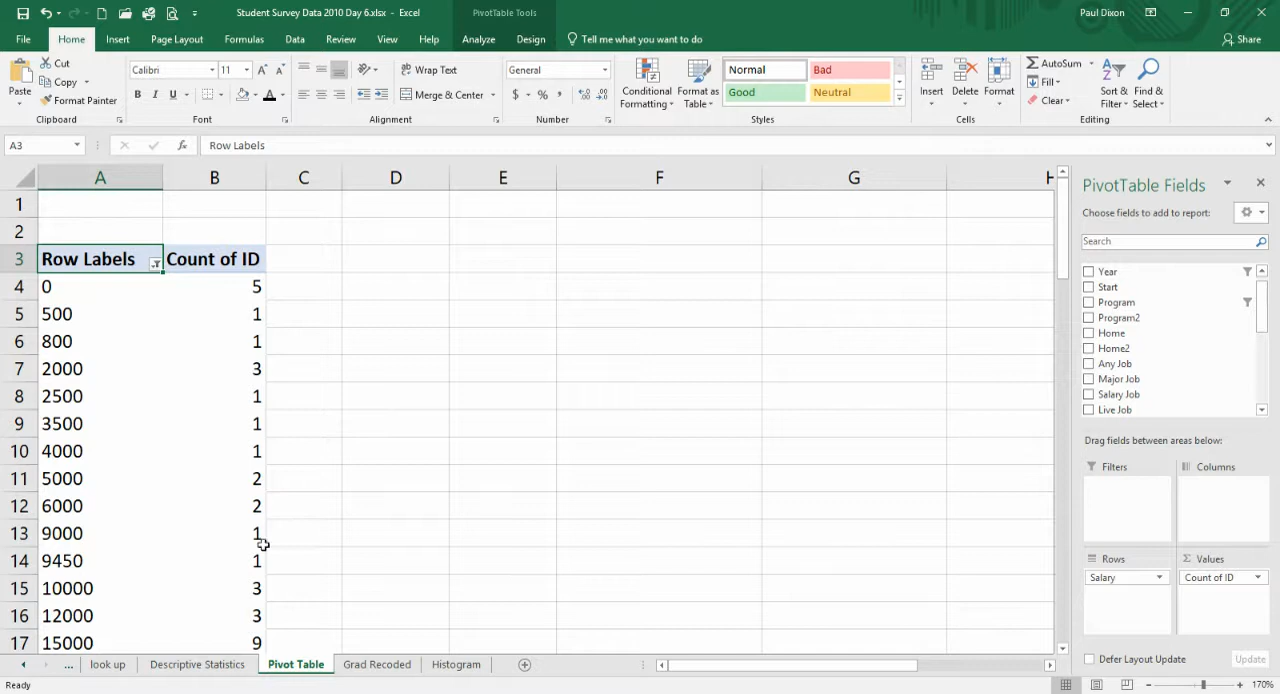 Student Survey Data 2010 Day 6.xlsx - Excel
PivotTable Tools
Paul Dixon
File Home Insert Page Layout Formulas Data Review View Help Analyze Design Tell me what you want to do Share
Paste
Cut
Copy
Format Painter
Clipboard
Calibri 11
B I U
Font
Wrap Text
Merge & Center
Alignment
General
$ % ,
Number
Conditional
Formatting
Format as
Table
Normal Bad
Good Neutral
Styles
Insert Delete Format
Cells
AutoSum
Fill
Clear
Sort &
Filter
Find &
Select
Editing
A3 fx Row Labels
A B C D E F G H
1
2
3 Row Labels Count of ID
4 0 5
5 500 1
6 800 1
7 2000 3
8 2500 1
9 3500 1
10 4000 1
11 5000 2
12 6000 2
13 9000 1
14 9450 1
15 10000 3
16 12000 3
17 15000 9
PivotTable Fields
Choose fields to add to report:
Search
Year
Start
Program
Program2
Home
Home2
Any Job
Major Job
Salary Job
Live Job
Drag fields between areas below:
Filters Columns
Rows Σ Values
Salary Count of ID
Defer Layout Update Update
... look up Descriptive Statistics Pivot Table Grad Recoded Histogram
Ready 170%